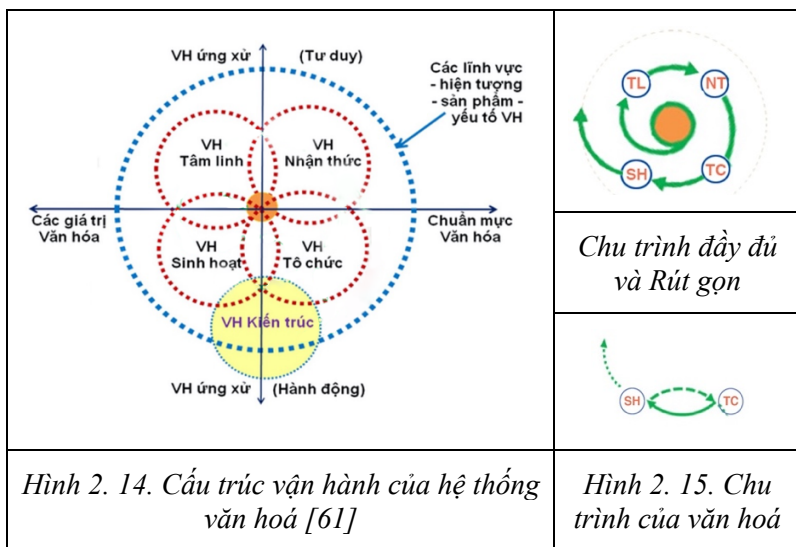 VH ứng xử
(Tư duy)
Các lĩnh vực
- hiện tượng
- sản phẩm -
yếu tố VH
VH
Tâm linh
VH
Nhận thức
Các giá trị
Văn hóa
Chuẩn mực
Văn hóa
VH
Sinh hoạt
VH
Tô chức
VH Kiến trúc
VH ứng xử
(Hành động)
Hình 2. 14. Cấu trúc vận hành của hệ thống
văn hoá [61]
TL
NT
SH
TC
Chu trình đầy đủ
và Rút gọn
SH
TC
Hình 2. 15. Chu
trình của văn hoá